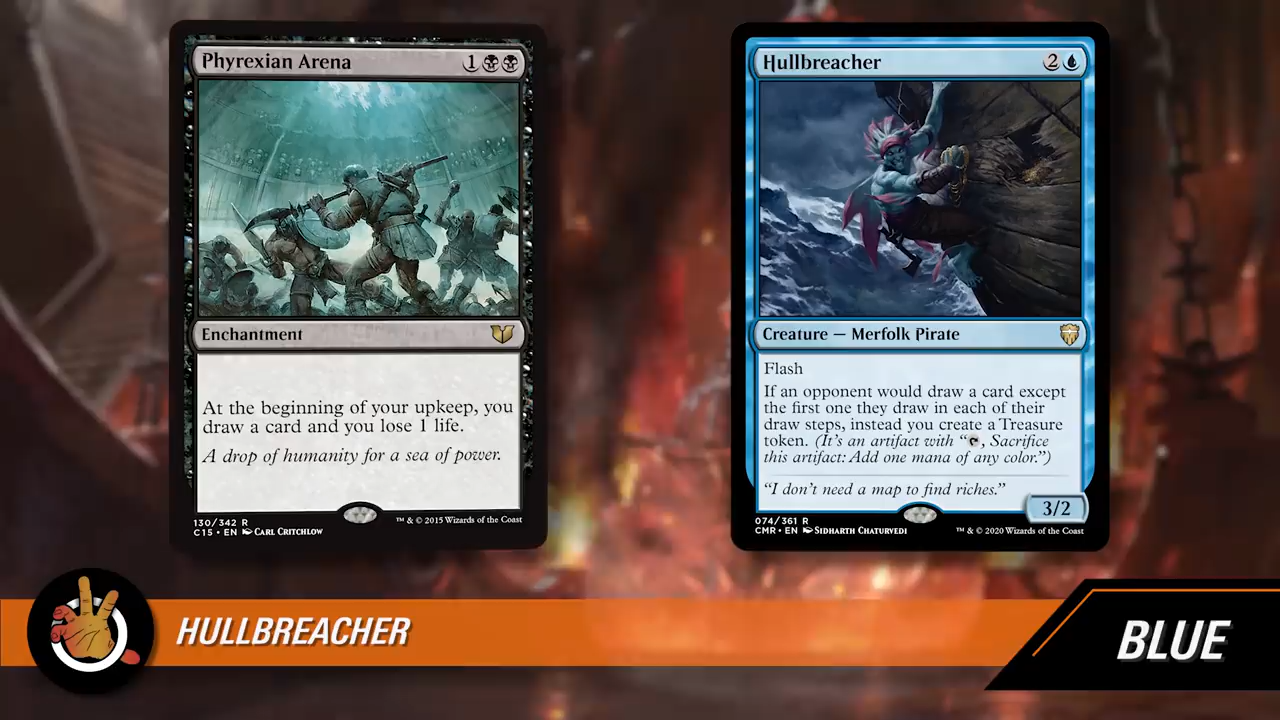 Phyrexian Arena 1
Enchantment
At the beginning of your upkeep, you
draw a card and you lose 1 life.
A drop of humanity for a sea of power.
130/342 R
C15 • EN Carl Critchlow
™ & © 2015 Wizards of the Coast
Hullbreacher 2
Creature — Merfolk Pirate
Flash
If an opponent would draw a card except
the first one they draw in each of their
draw steps, instead you create a Treasure
token. (It's an artifact with “, Sacrifice
this artifact: Add one mana of any color.”)
“I don't need a map to find riches.”
3/2
074/361 R
CMR • EN Sidharth Chaturvedi
™ & © 2020 Wizards of the Coast
HULLBREACHER
BLUE